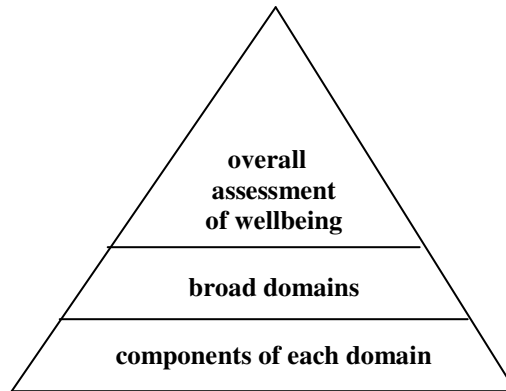 overall
assessment
of wellbeing
broad domains
components of each domain